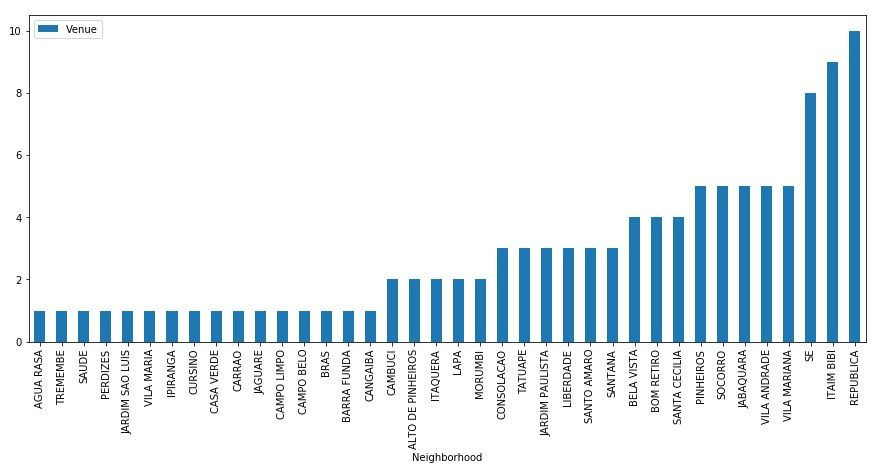 Venue
10
8
6
4
2
0
AGUA RASA
TREMEMBE
SAUDE
PERDIZES
JARDIM SAO LUIS
VILA MARIA
IPIRANGA
CURSINO
CASA VERDE
CARRAO
JAGUARE
CAMPO LIMPO
CAMPO BELO
BRAS
BARRA FUNDA
CANGAIBA
CAMBUCI
ALTO DE PINHEIROS
ITAQUERA
LAPA
MORUMBI
CONSOLACAO
TATUAPE
JARDIM PAULISTA
LIBERDADE
SANTO AMARO
SANTANA
BELA VISTA
BOM RETIRO
SANTA CECILIA
PINHEIROS
SOCORRO
JABAQUARA
VILA ANDRADE
VILA MARIANA
SE
ITAIM BIBI
REPUBLICA
Neighborhood